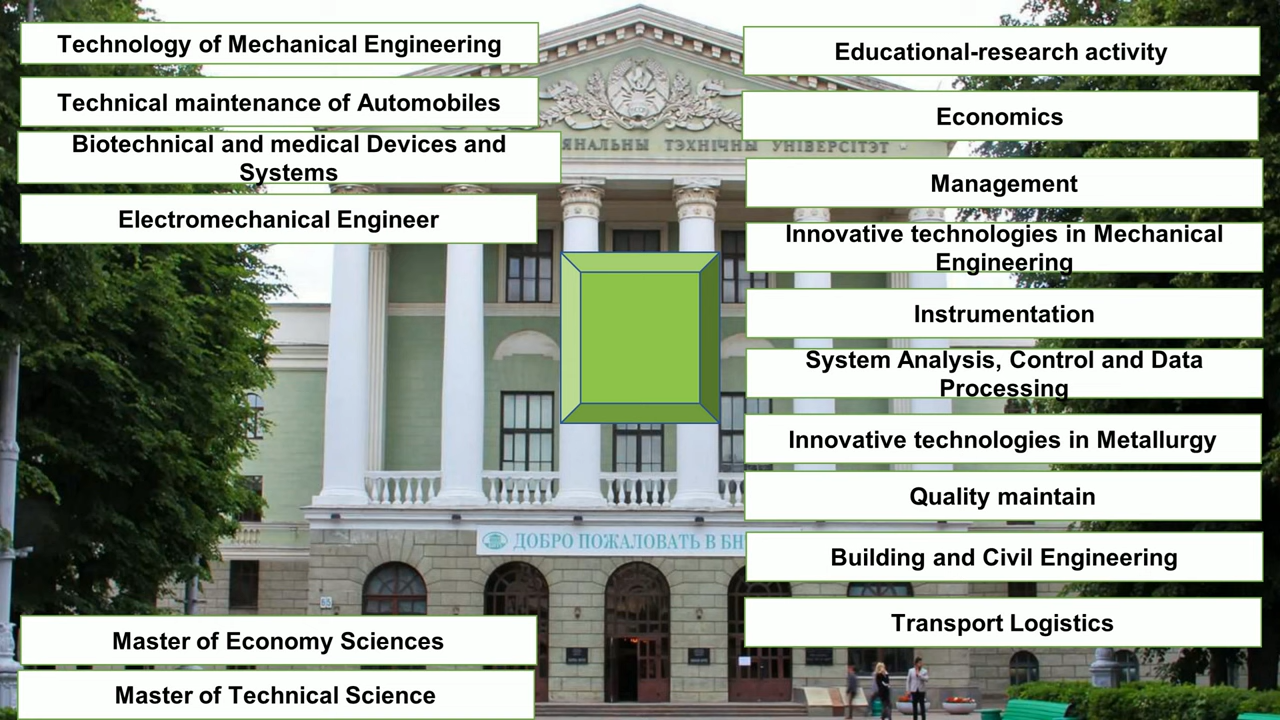 Technology of Mechanical Engineering
Technical maintenance of Automobiles
Biotechnical and medical Devices and
Systems
Electromechanical Engineer
Master of Economy Sciences
Master of Technical Science
Educational-research activity
Economics
Management
Innovative technologies in Mechanical
Engineering
Instrumentation
System Analysis, Control and Data
Processing
Innovative technologies in Metallurgy
Quality maintain
Building and Civil Engineering
Transport Logistics
ТЭХНІЧНЫ УНІВЕРСІТЭТ
ДОБРО ПОЖАЛОВАТЬ В БН
65